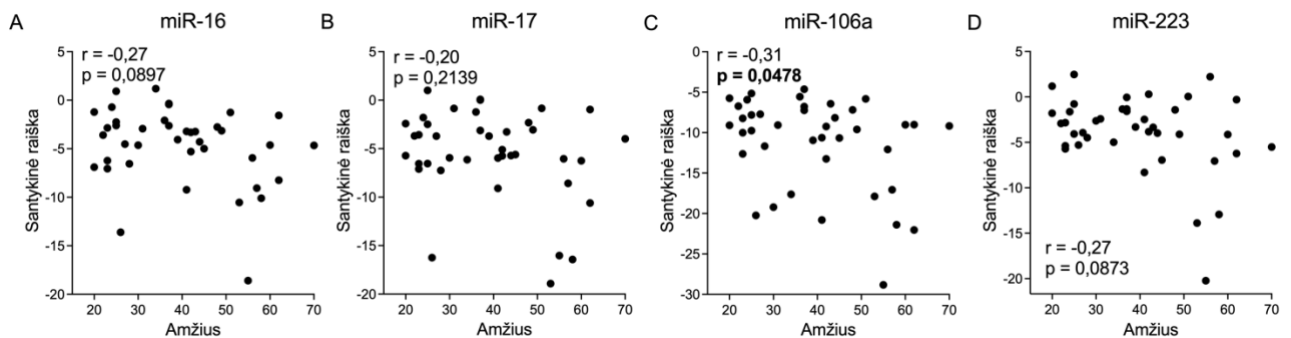 A
miR-16
r = -0,27
p = 0,0897
5
0
-5
-10
-15
-20
Santykinė raiška
20 30 40 50 60 70
Amžius
B
miR-17
r = -0,20
p = 0,2139
5
0
-5
-10
-15
-20
Santykinė raiška
20 30 40 50 60 70
Amžius
C
miR-106a
r = -0,31
p = 0,0478
0
-5
-10
-15
-20
-25
-30
Santykinė raiška
20 30 40 50 60 70
Amžius
D
miR-223
5
0
-5
-10
-15
-20
r = -0,27
p = 0,0873
Santykinė raiška
20 30 40 50 60 70
Amžius